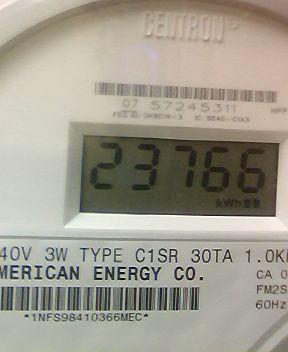 CENTRON
07 57245311
23766
kWh
40V 3W TYPE C1SR 30TA 1.0K
MERICAN ENERGY CO.
CA 0
FM2S
60Hz
*1NFS98410366MEC*